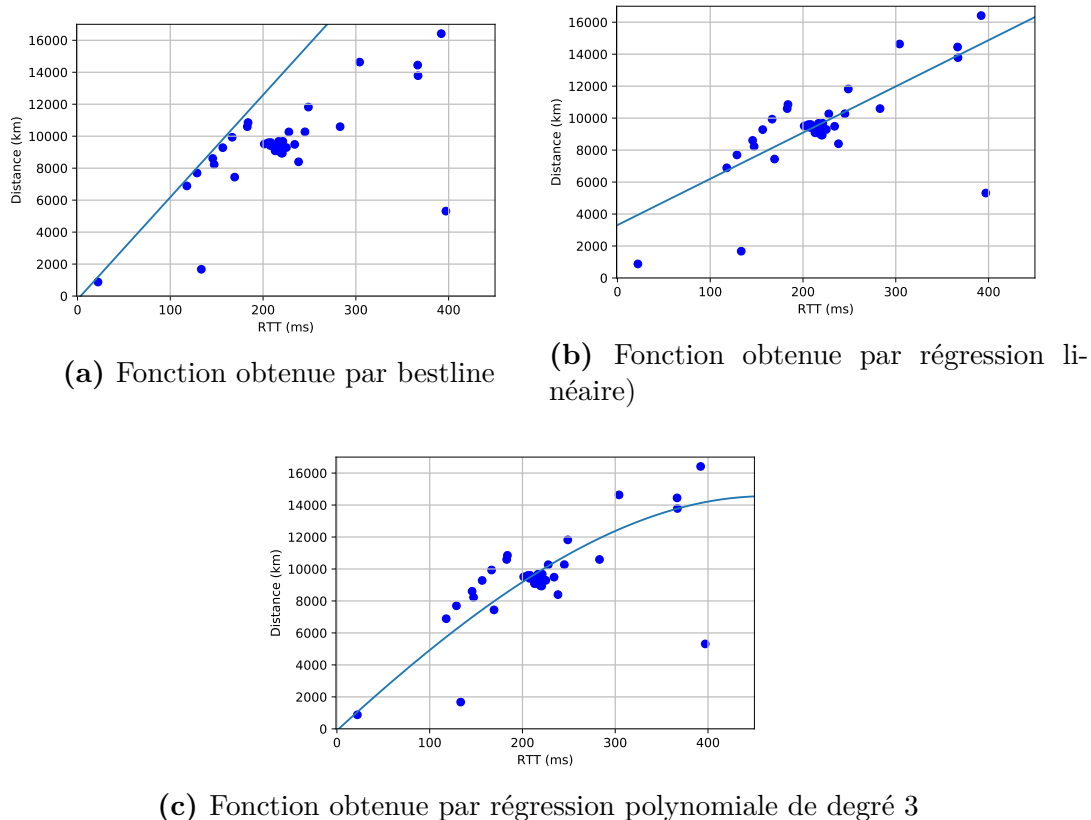 16000
14000
12000
10000
8000
6000
4000
2000
0
Distance (km)
0 100 200 300 400
RTT (ms)
(a) Fonction obtenue par bestline
16000
14000
12000
10000
8000
6000
4000
2000
0
Distance (km)
0 100 200 300 400
RTT (ms)
(b) Fonction obtenue par régression li-
néaire)
16000
14000
12000
10000
8000
6000
4000
2000
0
Distance (km)
0 100 200 300 400
RTT (ms)
(c) Fonction obtenue par régression polynomiale de degré 3